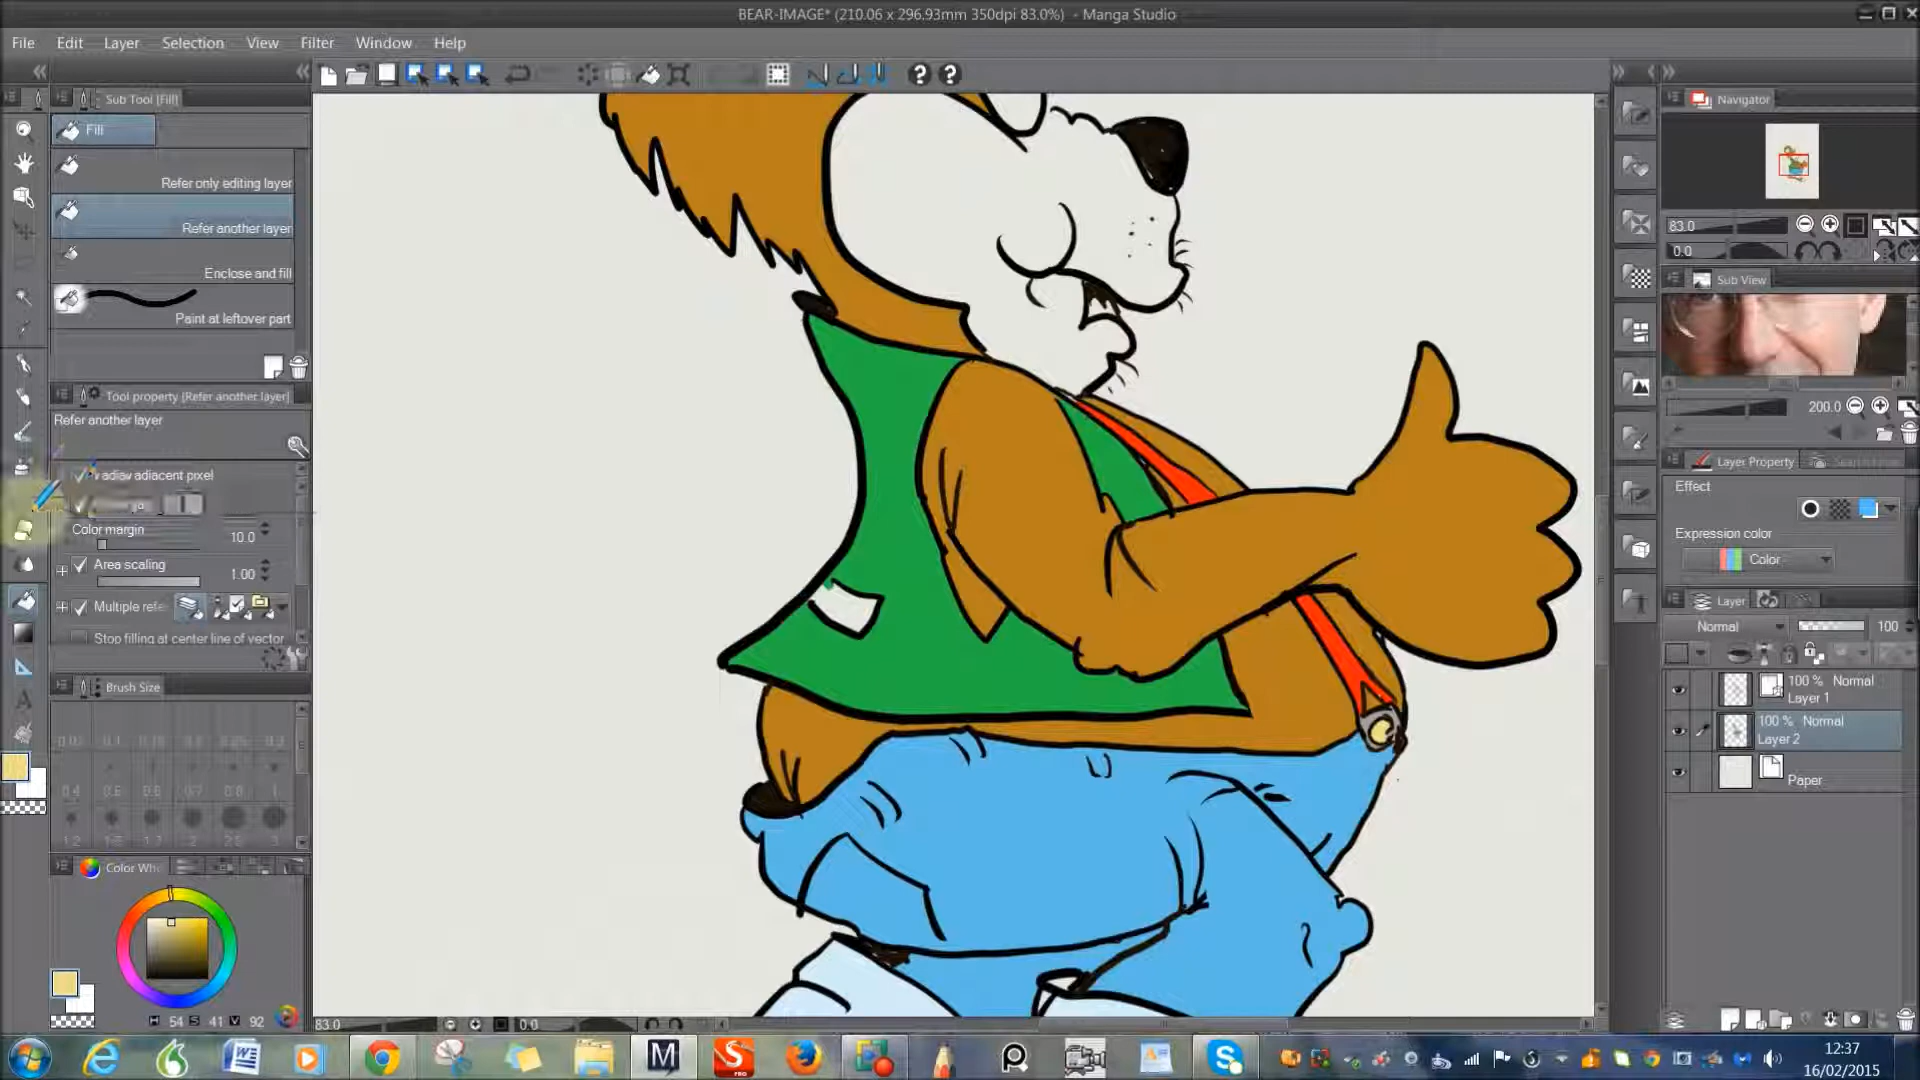 BEAR-IMAGE* (210.06 x 296.93mm 350dpi 83.0%) - Manga Studio
File Edit Layer Selection View Filter Window Help
Sub Tool [Fill]
Fill
Refer only editing layer
Refer another layer
Enclose and fill
Paint at leftover part
Tool property [Refer another layer]
Refer another layer
adjacent pixel
Color margin 10.0
Area scaling 1.00
Multiple refe
Stop filling at center line of vector
Brush Size
Color Whe
H 54 S 41 V 92
83.0 0.0
Navigator
83.0
0.0
Sub View
200.0
Layer Property
Effect
Expression color
Color
Layer
Normal 100
100 % Normal
Layer 1
100 % Normal
Layer 2
Paper
12:37
16/02/2015